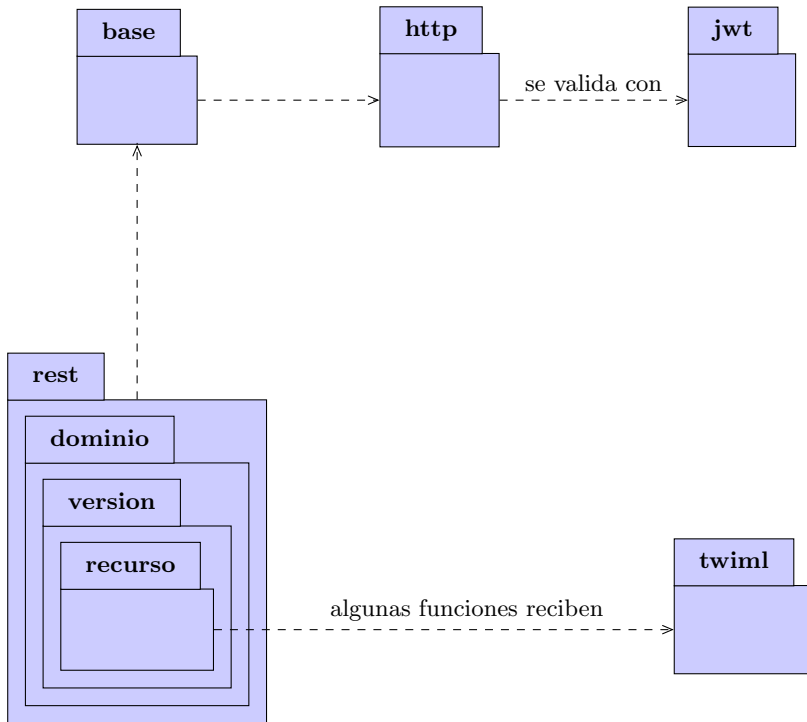 base
http
jwt
se valida con
rest
dominio
version
recurso
twiml
algunas funciones reciben